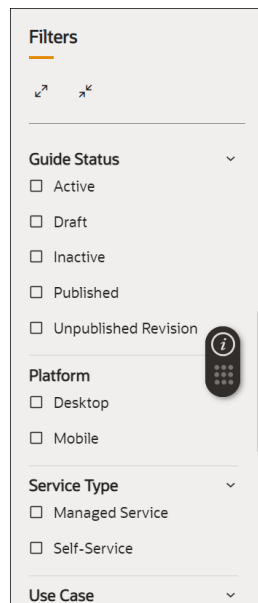 Filters
Guide Status
Active
Draft
Inactive
Published
Unpublished Revision
i
Platform
Desktop
Mobile
Service Type
Managed Service
Self-Service
Use Case